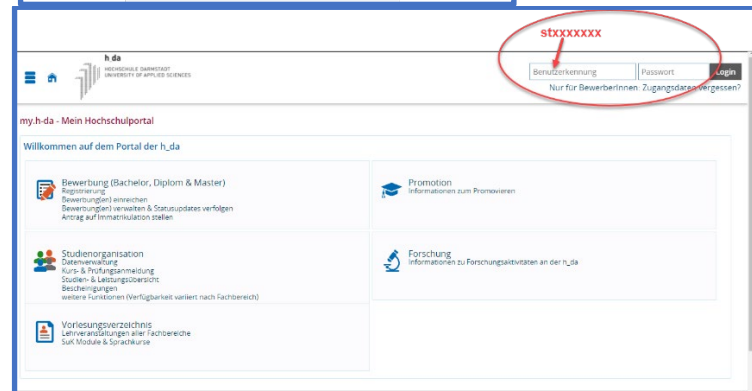 stxxxxxxx
h_da
HOCHSCHULE DARMSTADT
UNIVERSITY OF APPLIED SCIENCES
Benutzerkennung
Passwort
Login
Nur für BewerberInnen: Zugangsdaten vergessen?
my.h-da - Mein Hochschulportal
Willkommen auf dem Portal der h_da
Bewerbung (Bachelor, Diplom & Master)
Registrierung
Bewerbung(en) einreichen
Bewerbung(en) verwalten & Statusupdates verfolgen
Antrag auf Immatrikulation stellen
Promotion
Informationen zum Promovieren
Studienorganisation
Datenverwaltung
Kurs- & Prüfungsanmeldung
Studien- & Leistungsübersicht
Bescheinigungen
weitere Funktionen (Verfügbarkeit variiert nach Fachbereich)
Forschung
Informationen zu Forschungsaktivitäten an der h_da
Vorlesungsverzeichnis
Lehrveranstaltungen aller Fachbereiche
SuK Module & Sprachkurse